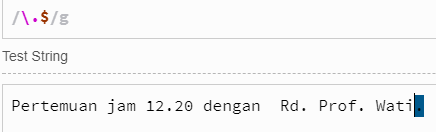 /\.$/g
Test String
Pertemuan jam 12.20 dengan  Rd. Prof. Wati.